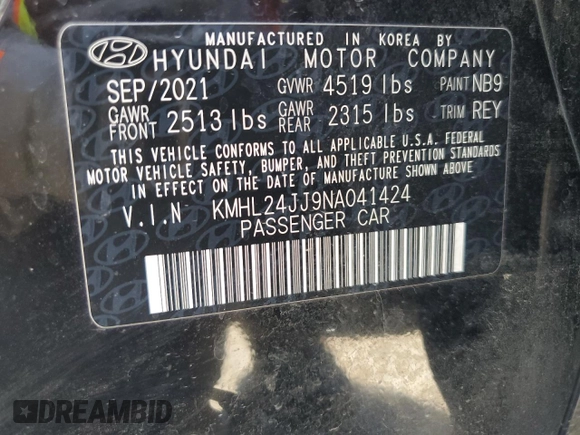 MANUFACTURED IN KOREA BY
HYUNDAI MOTOR COMPANY
SEP/2021 GVWR 4519 lbs PAINT NB9
GAWR FRONT 2513 lbs GAWR REAR 2315 lbs TRIM REY
THIS VEHICLE CONFORMS TO ALL APPLICABLE U.S.A. FEDERAL
MOTOR VEHICLE SAFETY, BUMPER, AND THEFT PREVENTION STANDARDS
IN EFFECT ON THE DATE OF MANUFACTURE SHOWN ABOVE
V.I.N KMHL24JJ9NA041424
PASSENGER CAR
DREAMBID